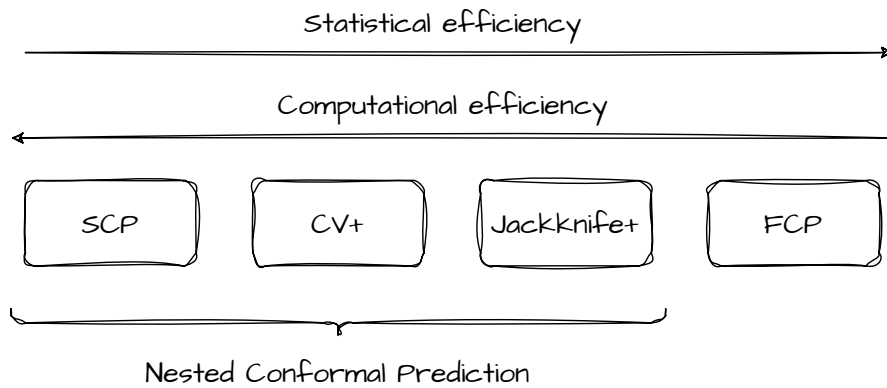 Statistical efficiency
Computational efficiency
SCP
CV+
Jackknife+
FCP
Nested Conformal Prediction